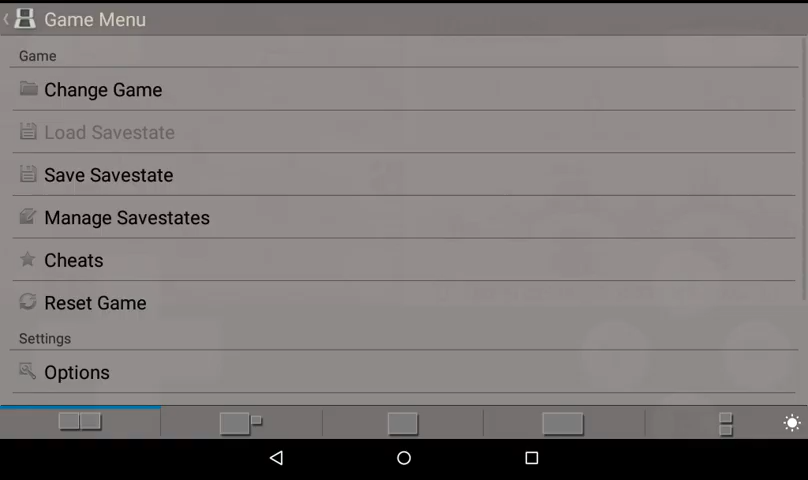 Game Menu
Game
Change Game
Load Savestate
Save Savestate
Manage Savestates
Cheats
Reset Game
Settings
Options